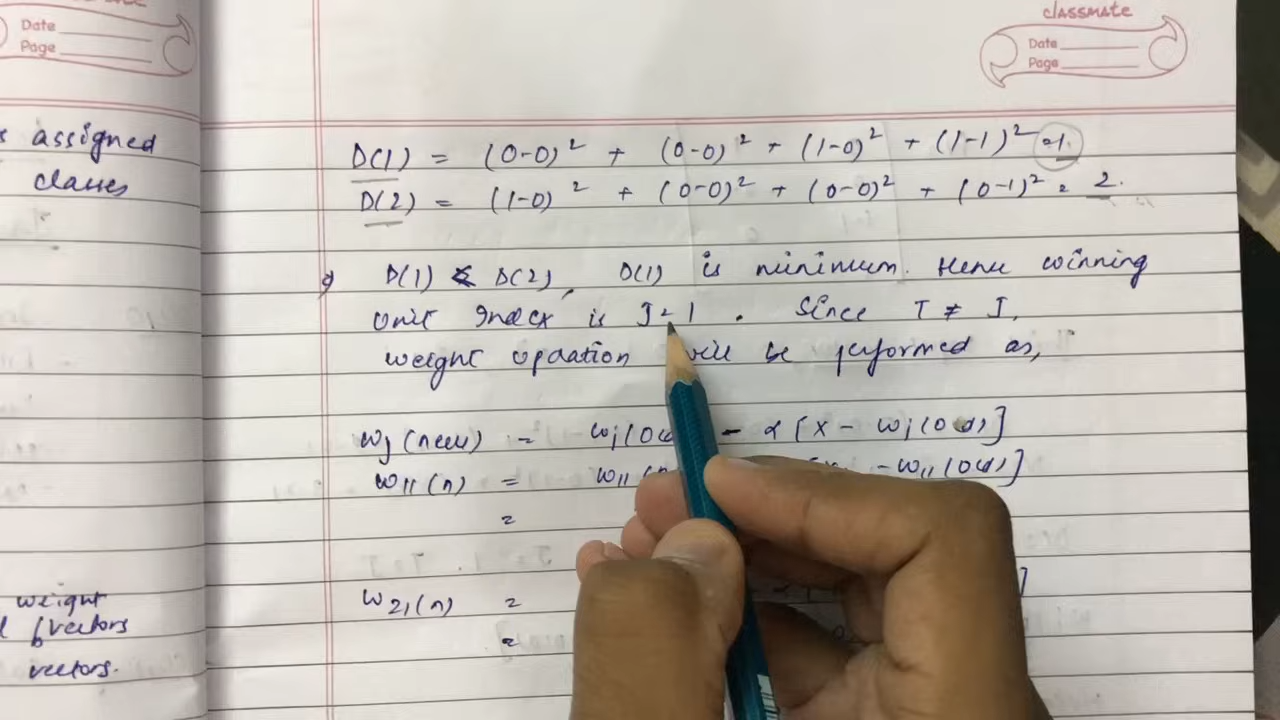 Date
Page
classmate
Date
Page
s assigned
classes
D(1) = (0-0)² + (0-0)² + (1-0)² + (1-1)² = 1.
D(2) = (1-0)² + (0-0)² + (0-0)² + (0-1)² = 2.
D(1) < D(2), D(1) is minimum. Hence winning
unit Index is J=1. Since T ≠ J,
weight updation will be performed as,
wj(new) = wj(old) - α[x - wj(old)]
w11(n) = w11 -w11(old)]
=
w21(n) =
=
weight
vectors
vectors.